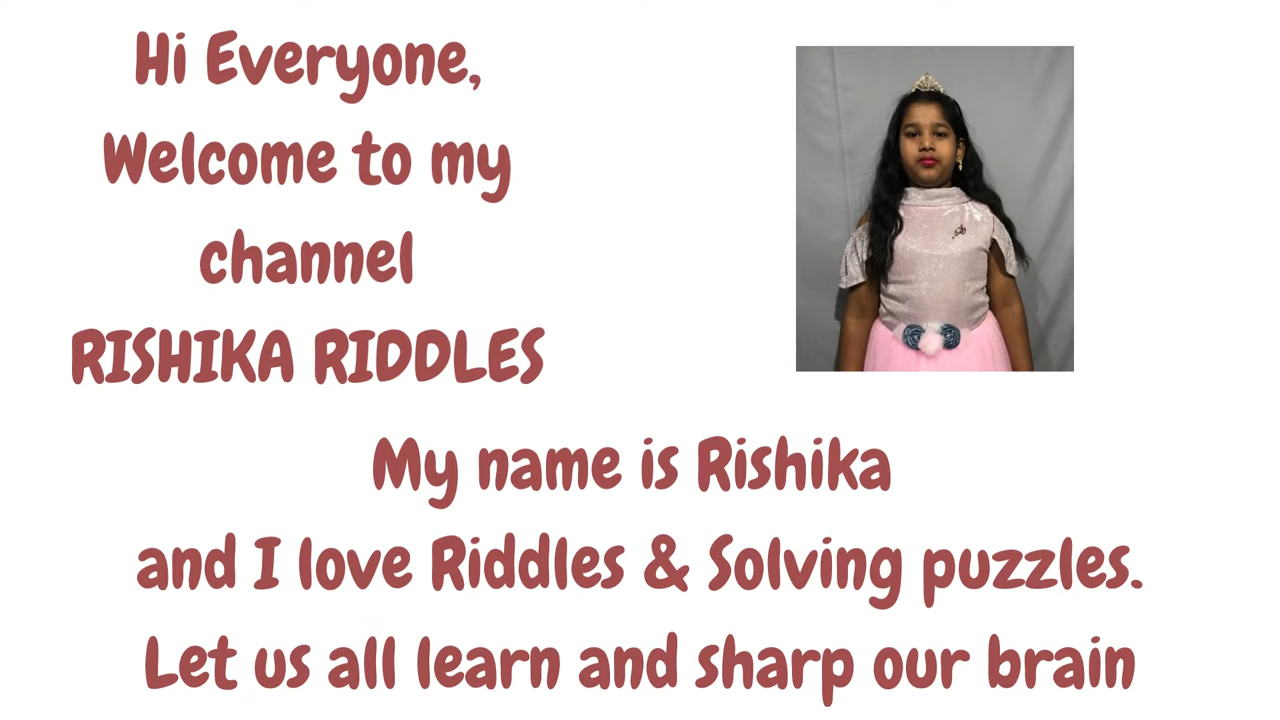 Hi Everyone,
Welcome to my
channel
RISHIKA RIDDLES
My name is Rishika
and I love Riddles & Solving puzzles.
Let us all learn and sharp our brain